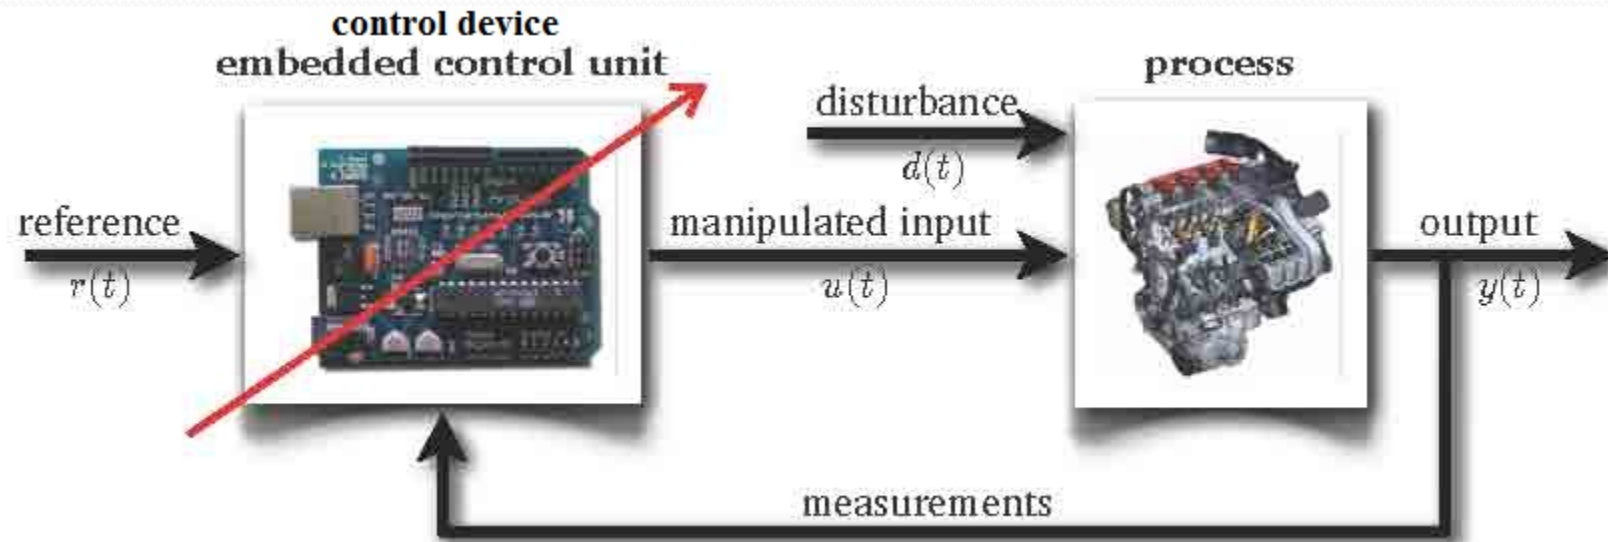 control device
embedded control unit
process
disturbance
d(t)
reference
r(t)
manipulated input
u(t)
output
y(t)
measurements